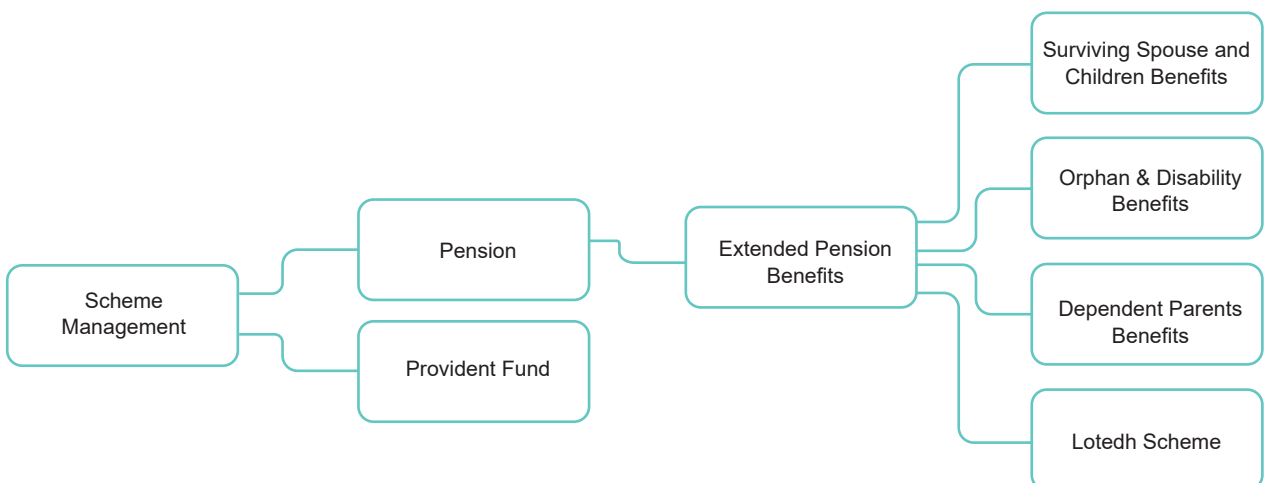 Scheme
Management
Pension
Provident Fund
Extended Pension
Benefits
Surviving Spouse and
Children Benefits
Orphan & Disability
Benefits
Dependent Parents
Benefits
Lotedh Scheme